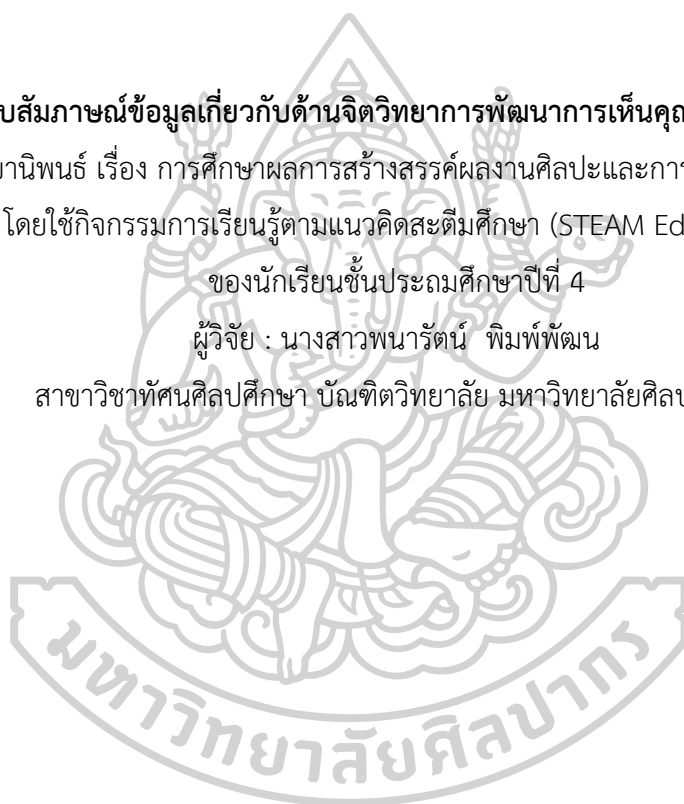 บสัมภาษณ์ข้อมูลเกี่ยวกับด้านจิตวิทยาการพัฒนาการเห็นคุณ
านิพนธ์ เรื่อง การศึกษาผลการสร้างสรรค์ผลงานศิลปะและการ
โดยใช้กิจกรรมการเรียนรู้ตามแนวคิดสะตีมศึกษา (STEAM Ed
ของนักเรียนชั้นประถมศึกษาปีที่ 4
ผู้วิจัย : นางสาวพนารัตน์ พิมพ์พัฒน
สาขาวิชาทัศนศิลปศึกษา บัณฑิตวิทยาลัย มหาวิทยาลัยศิลป
มหาวิทยาลัยศิลปากร